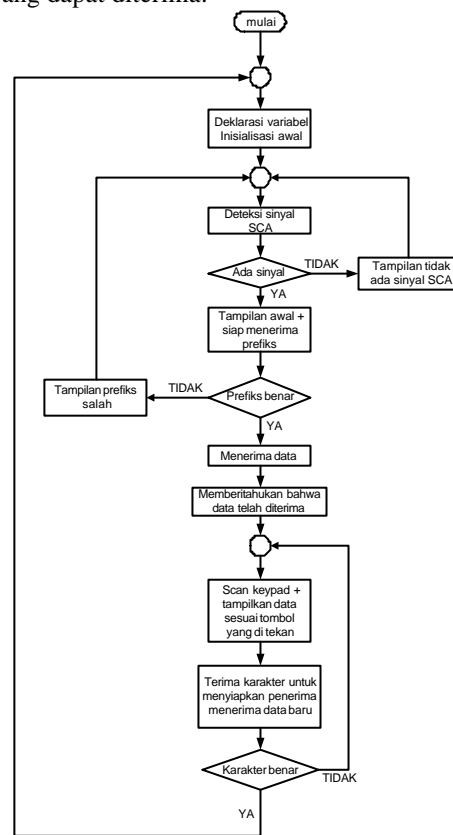 ang dapat diterima.
mulai
Deklarasi variabel
Inisialisasi awal
Deteksi sinyal
SCA
Ada sinyal
TIDAK
Tampilan tidak
ada sinyal SCA
YA
Tampilan awal +
siap menerima
prefiks
Prefiks benar
TIDAK
Tampilan prefiks
salah
YA
Menerima data
Memberitahukan bahwa
data telah diterima
Scan keypad +
tampilkan data
sesuai tombol
yang di tekan
Terima karakter untuk
menyiapkan penerima
menerima data baru
Karakter benar
TIDAK
YA